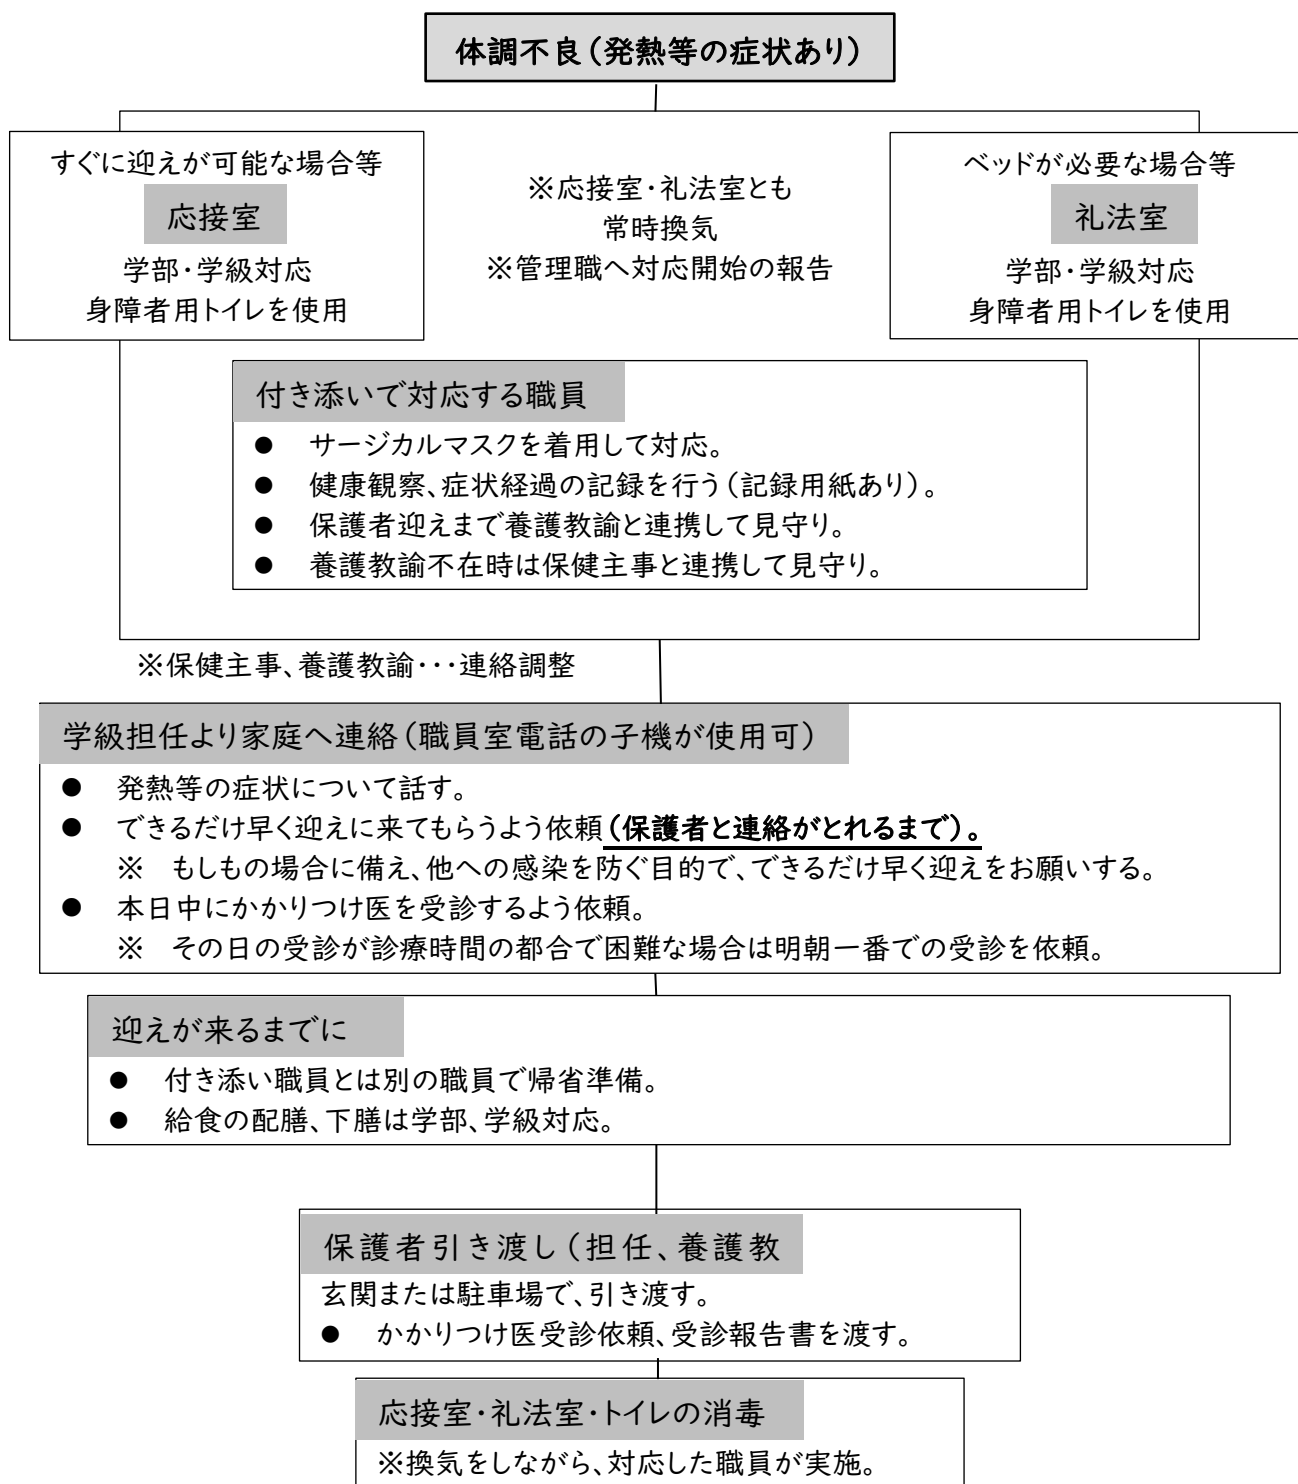 体調不良（発熱等の症状あり）
すぐに迎えが可能な場合等
応接室
学部・学級対応
身障者用トイレを使用
※応接室・礼法室とも
常時換気
※管理職へ対応開始の報告
ベッドが必要な場合等
礼法室
学部・学級対応
身障者用トイレを使用
付き添いで対応する職員
● サージカルマスクを着用して対応。
● 健康観察、症状経過の記録を行う（記録用紙あり）。
● 保護者迎えまで養護教諭と連携して見守り。
● 養護教諭不在時は保健主事と連携して見守り。
※保健主事、養護教諭・・・連絡調整
学級担任より家庭へ連絡（職員室電話の子機が使用可）
● 発熱等の症状について話す。
● できるだけ早く迎えに来てもらうよう依頼（保護者と連絡がとれるまで）。
※ もしもの場合に備え、他への感染を防ぐ目的で、できるだけ早く迎えをお願いする。
● 本日中にかかりつけ医を受診するよう依頼。
※ その日の受診が診療時間の都合で困難な場合は明朝一番での受診を依頼。
迎えが来るまでに
● 付き添い職員とは別の職員で帰省準備。
● 給食の配膳、下膳は学部、学級対応。
保護者引き渡し（担任、養護教
玄関または駐車場で、引き渡す。
● かかりつけ医受診依頼、受診報告書を渡す。
応接室・礼法室・トイレの消毒
※換気をしながら、対応した職員が実施。